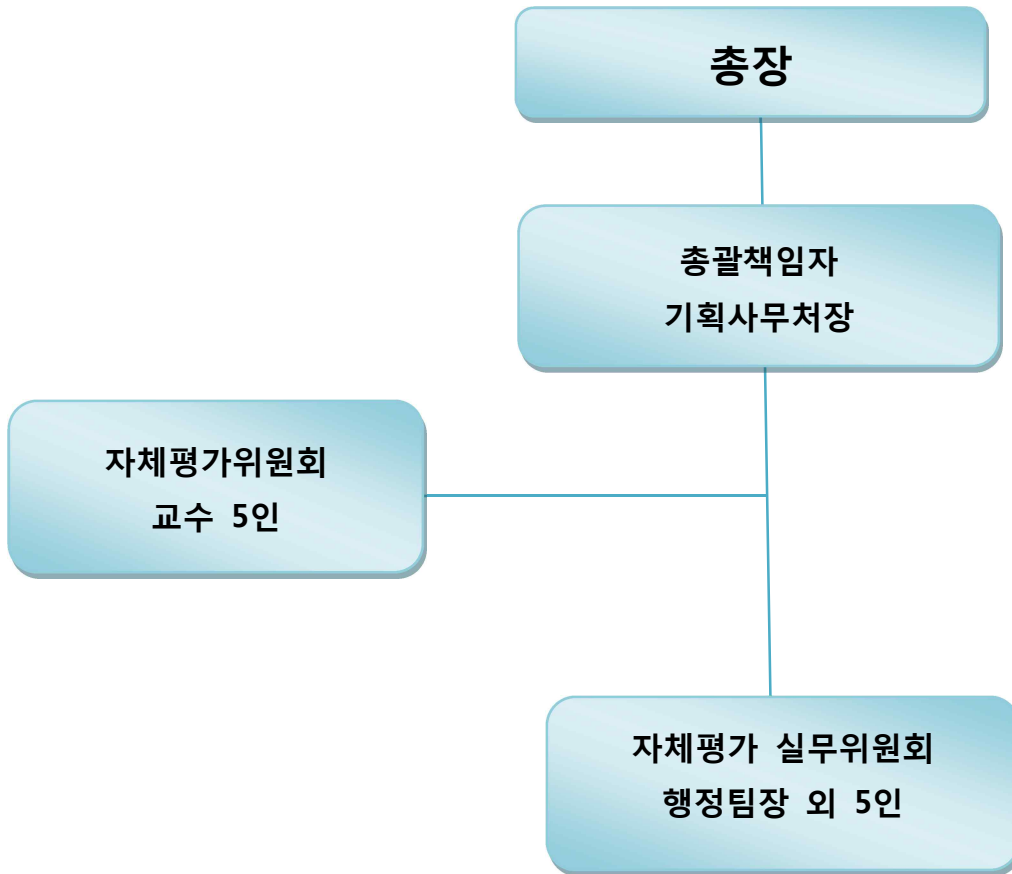 총장
총괄책임자
기획사무처장
자체평가위원회
교수 5인
자체평가 실무위원회
행정팀장 외 5인